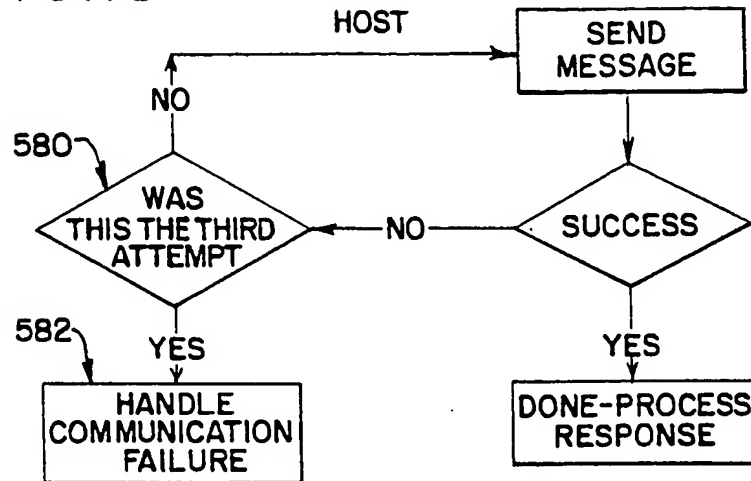 HOST
SEND
MESSAGE
NO
580
WAS
THIS THE THIRD
ATTEMPT
NO
SUCCESS
582
YES
YES
HANDLE
COMMUNICATION
FAILURE
DONE-PROCESS
RESPONSE